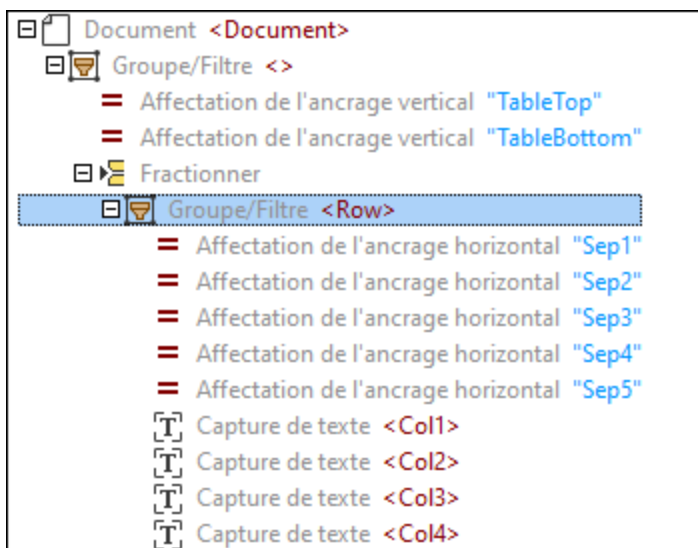 Document <Document>
Groupe/Filtre <>
Affectation de l'ancrage vertical "TableTop"
Affectation de l'ancrage vertical "TableBottom"
Fractionner
Groupe/Filtre <Row>
Affectation de l'ancrage horizontal "Sep1"
Affectation de l'ancrage horizontal "Sep2"
Affectation de l'ancrage horizontal "Sep3"
Affectation de l'ancrage horizontal "Sep4"
Affectation de l'ancrage horizontal "Sep5"
Capture de texte <Col1>
Capture de texte <Col2>
Capture de texte <Col3>
Capture de texte <Col4>